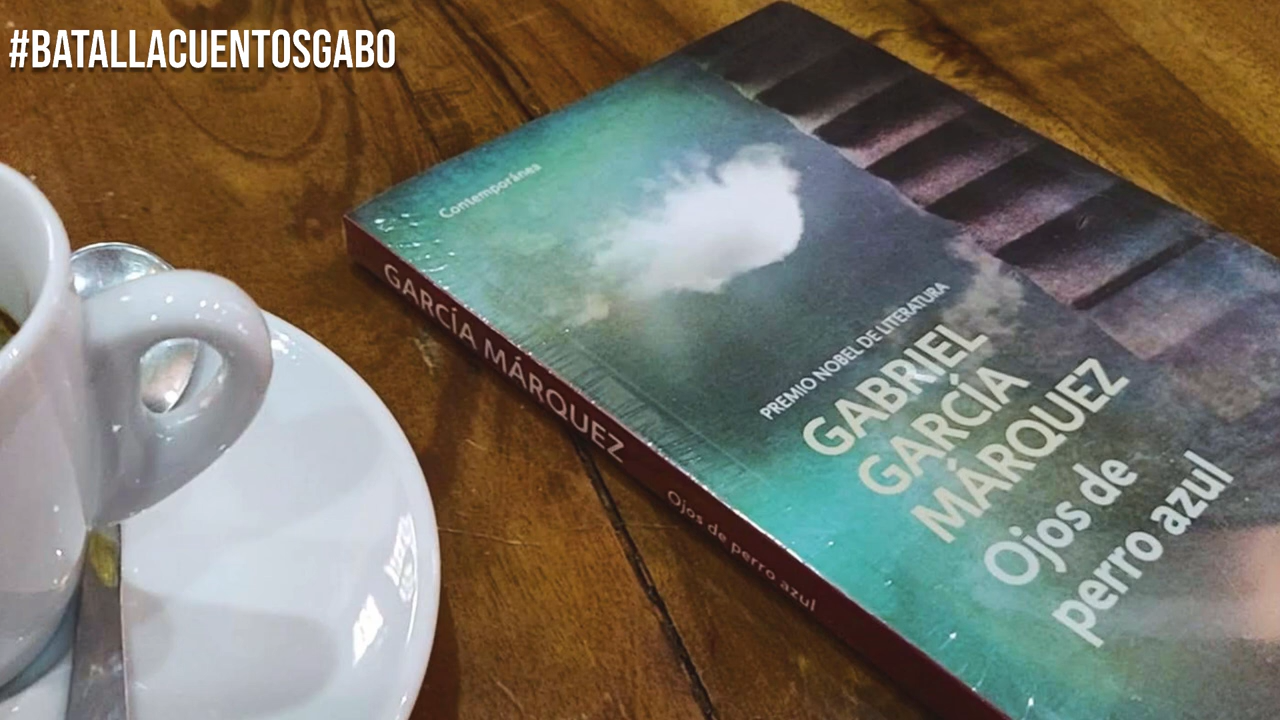 #BATALLACUENTOSGABO
Contemporánea
PREMIO NOBEL DE LITERATURA
GABRIEL
GARCÍA
MÁRQUEZ
Ojos de
perro azul
GARCÍA MÁRQUEZ
Ojos de perro azul